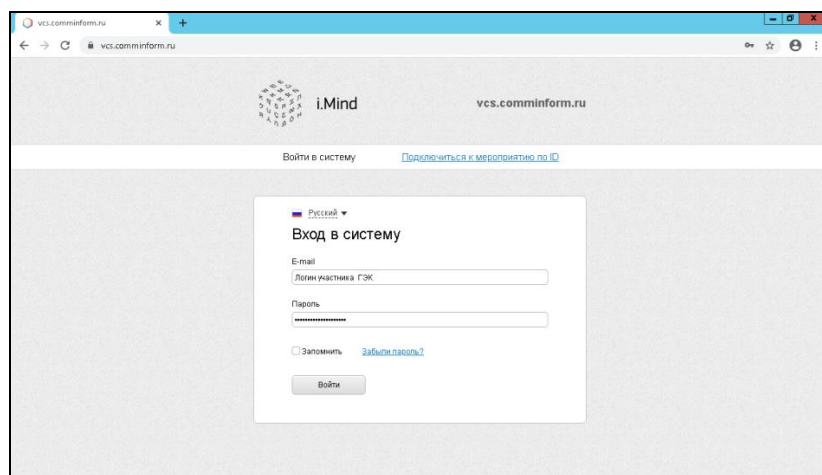 vcs.comminform.ru
vcs.comminform.ru
i.Mind
vcs.comminform.ru
Войти в систему
Подключиться к мероприятию по ID
Русский
Вход в систему
E-mail
Логин участника ГЭК
Пароль
Запомнить
Забыли пароль?
Войти